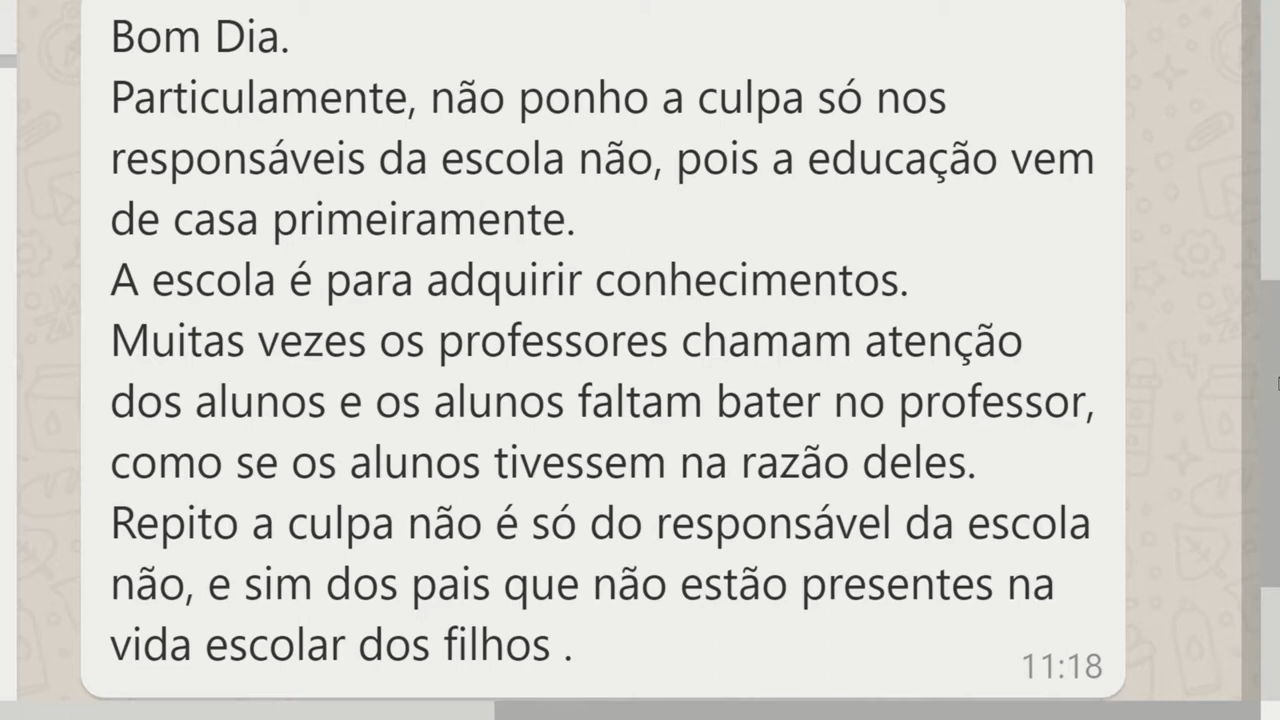 Bom Dia.
Particulamente, não ponho a culpa só nos
responsáveis da escola não, pois a educação vem
de casa primeiramente.
A escola é para adquirir conhecimentos.
Muitas vezes os professores chamam atenção
dos alunos e os alunos faltam bater no professor,
como se os alunos tivessem na razão deles.
Repito a culpa não é só do responsável da escola
não, e sim dos pais que não estão presentes na
vida escolar dos filhos .
11:18